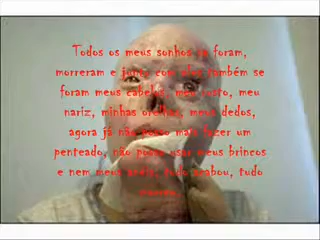 Todos os meus sonhos se foram,
morreram e junto com eles também se
foram meus cabelos, meu rosto, meu
nariz, minhas orelhas, meus dedos,
agora já não posso mais fazer um
penteado, não posso usar meus brincos
e nem meus anéis, tudo acabou, tudo